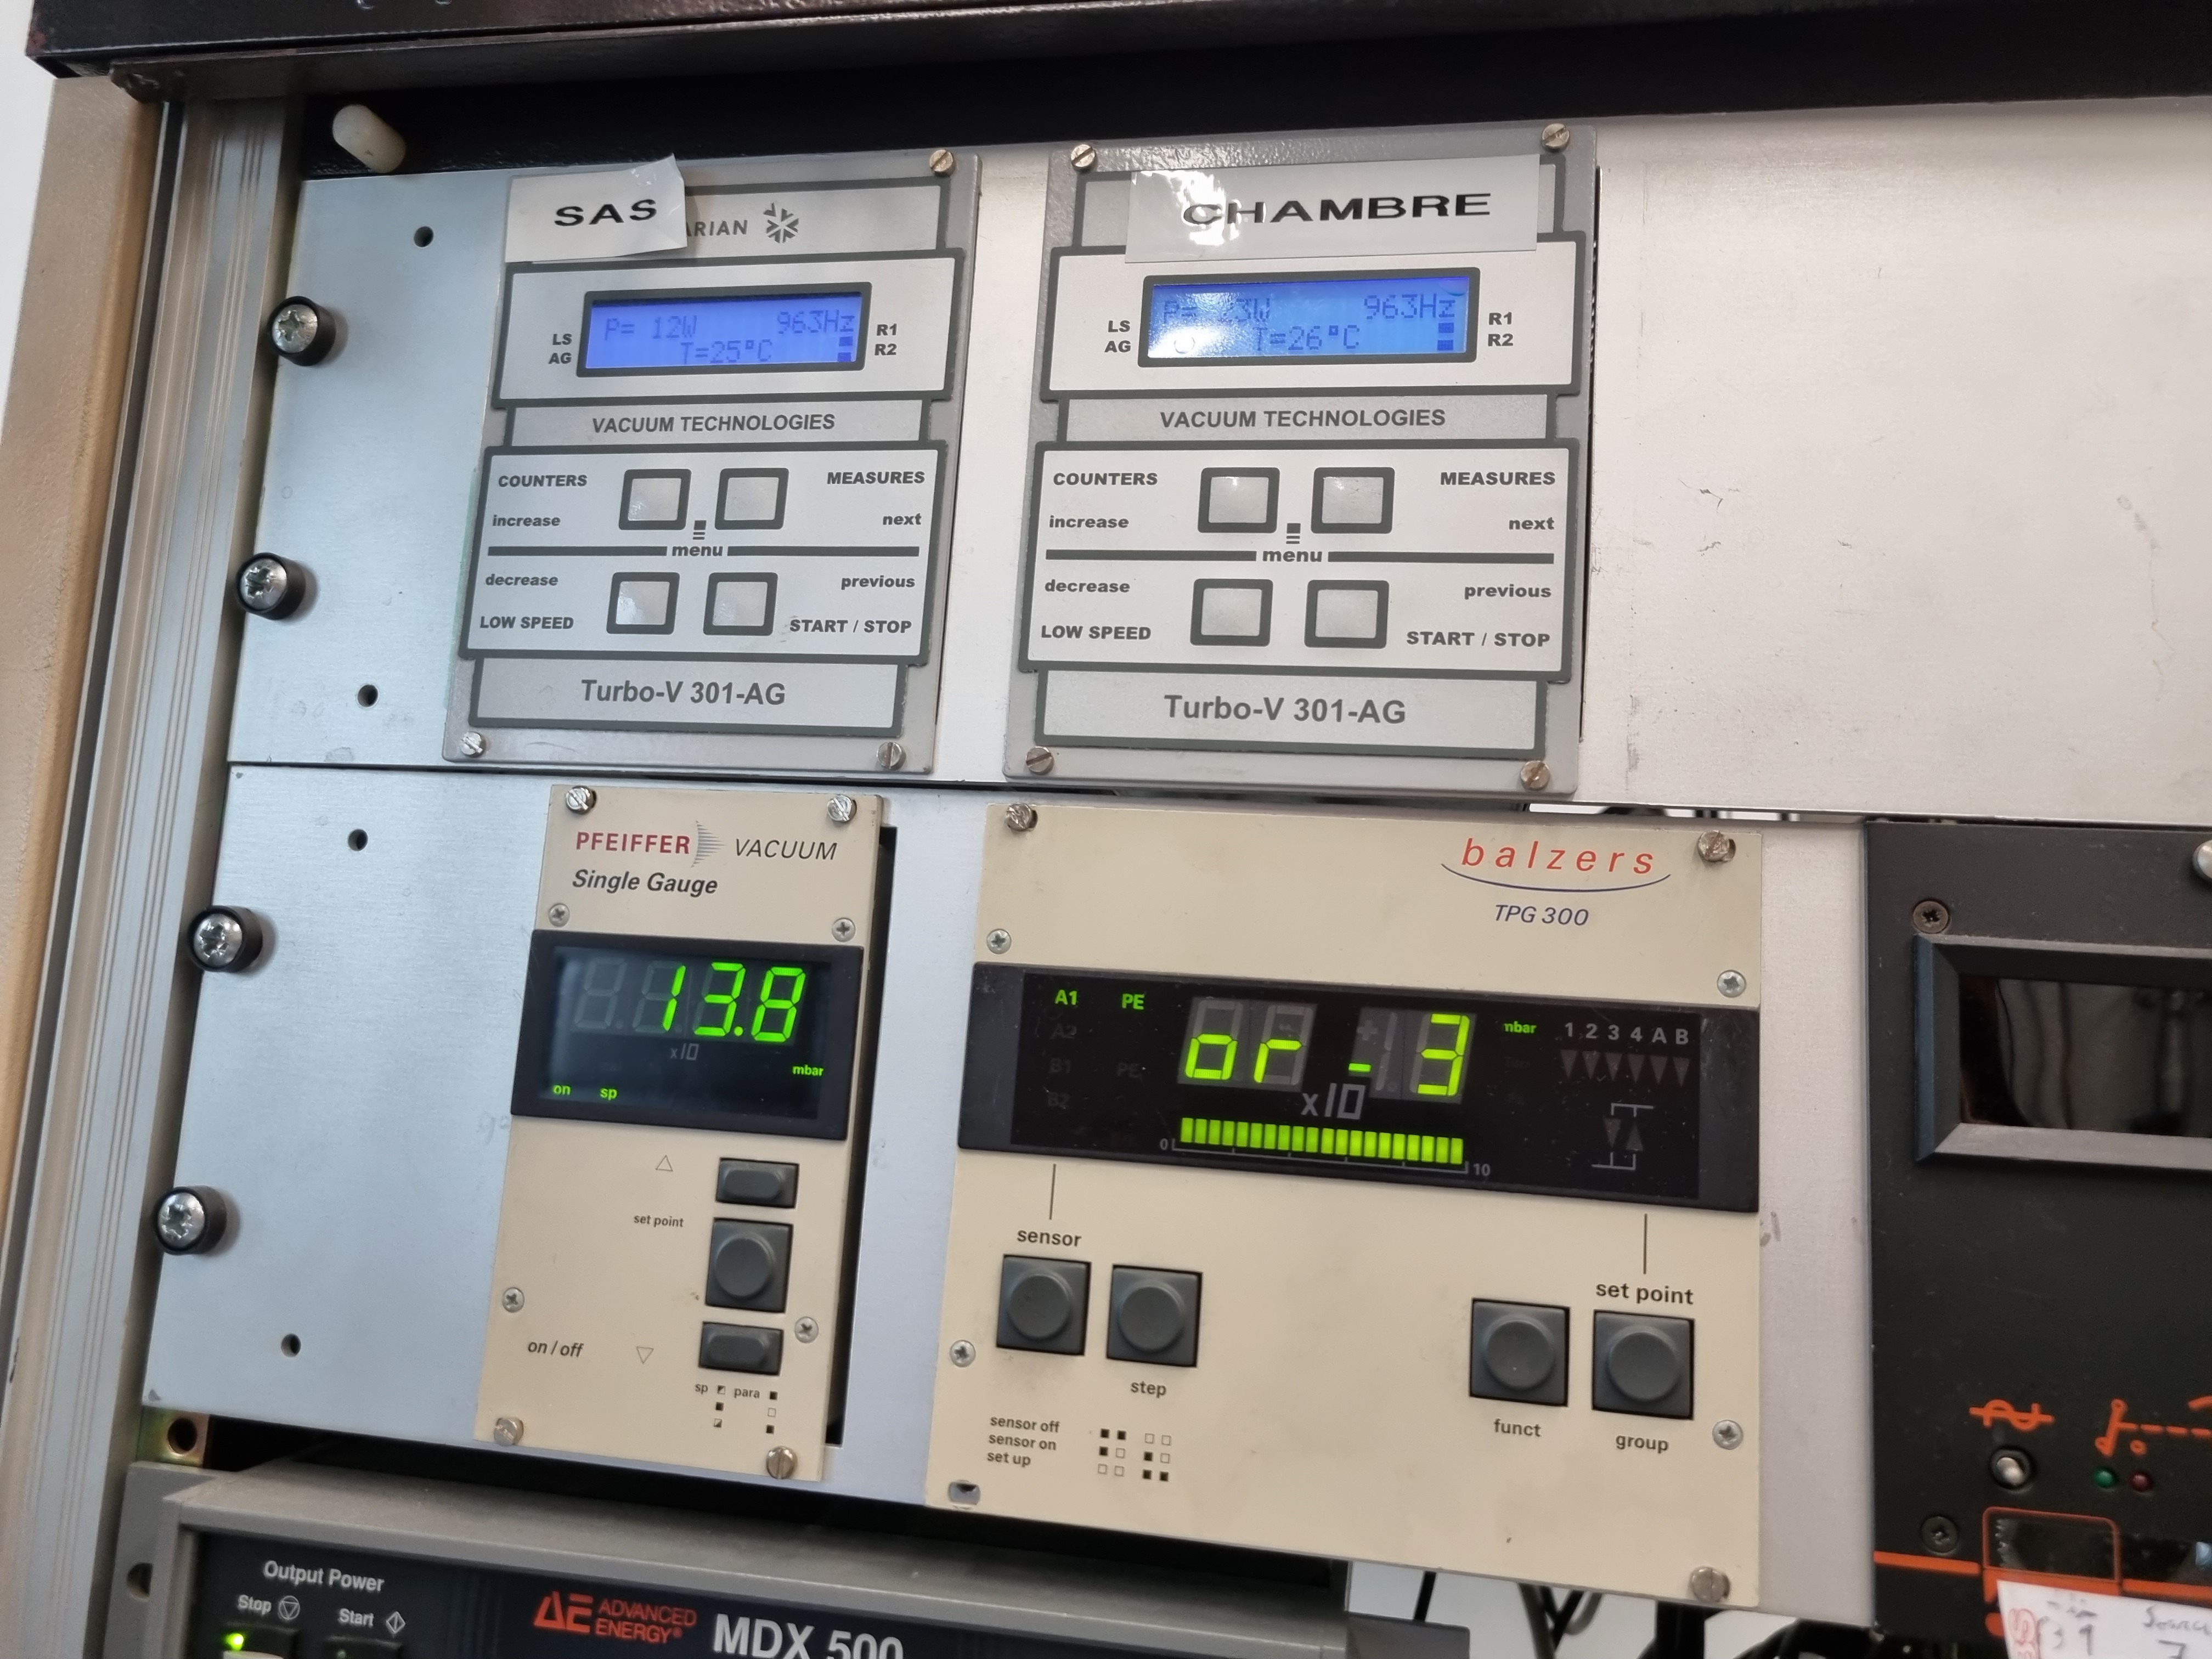 SAS
ARIAN
P= 12W 963Hz
T=25°C
LS
AG
R1
R2
VACUUM TECHNOLOGIES
COUNTERS
MEASURES
increase
next
menu
decrease
previous
LOW SPEED
START / STOP
Turbo-V 301-AG
CHAMBRE
P= 23W 963Hz
T=26°C
LS
AG
R1
R2
VACUUM TECHNOLOGIES
COUNTERS
MEASURES
increase
next
menu
decrease
previous
LOW SPEED
START / STOP
Turbo-V 301-AG
PFEIFFER VACUUM
Single Gauge
13.8
x10
mbar
on sp
set point
on / off
sp para
balzers
TPG 300
A1 PE
A2
B1 PE
B2
or -3
x10
mbar
1 2 3 4 A B
0 10
sensor
step
set point
funct
group
sensor off
sensor on
set up
Output Power
Stop
Start
ADVANCED
ENERGY®
MDX 500